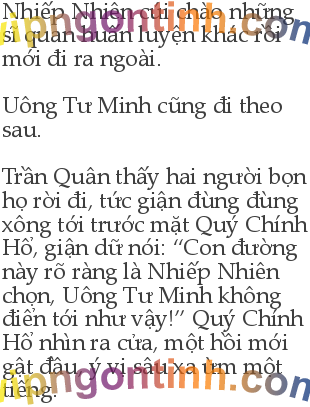 Nhiếp Nhiên cúi chào những
sĩ quan huấn luyện khác rồi
mới đi ra ngoài.
Uông Tư Minh cũng đi theo
sau.
Trần Quân thấy hai người bọn
họ rời đi, tức giận đùng đùng
xông tới trước mặt Quý Chính
Hổ, giận dữ nói: “Con đường
này rõ ràng là Nhiếp Nhiên
chọn, Uông Tư Minh không
điển tới như vậy!” Quý Chính
Hổ nhìn ra cửa, một hồi mới
gật đầu, ý vị sâu xa ừm một
tiếng.
vipngontinh.com
vipngontinh.com